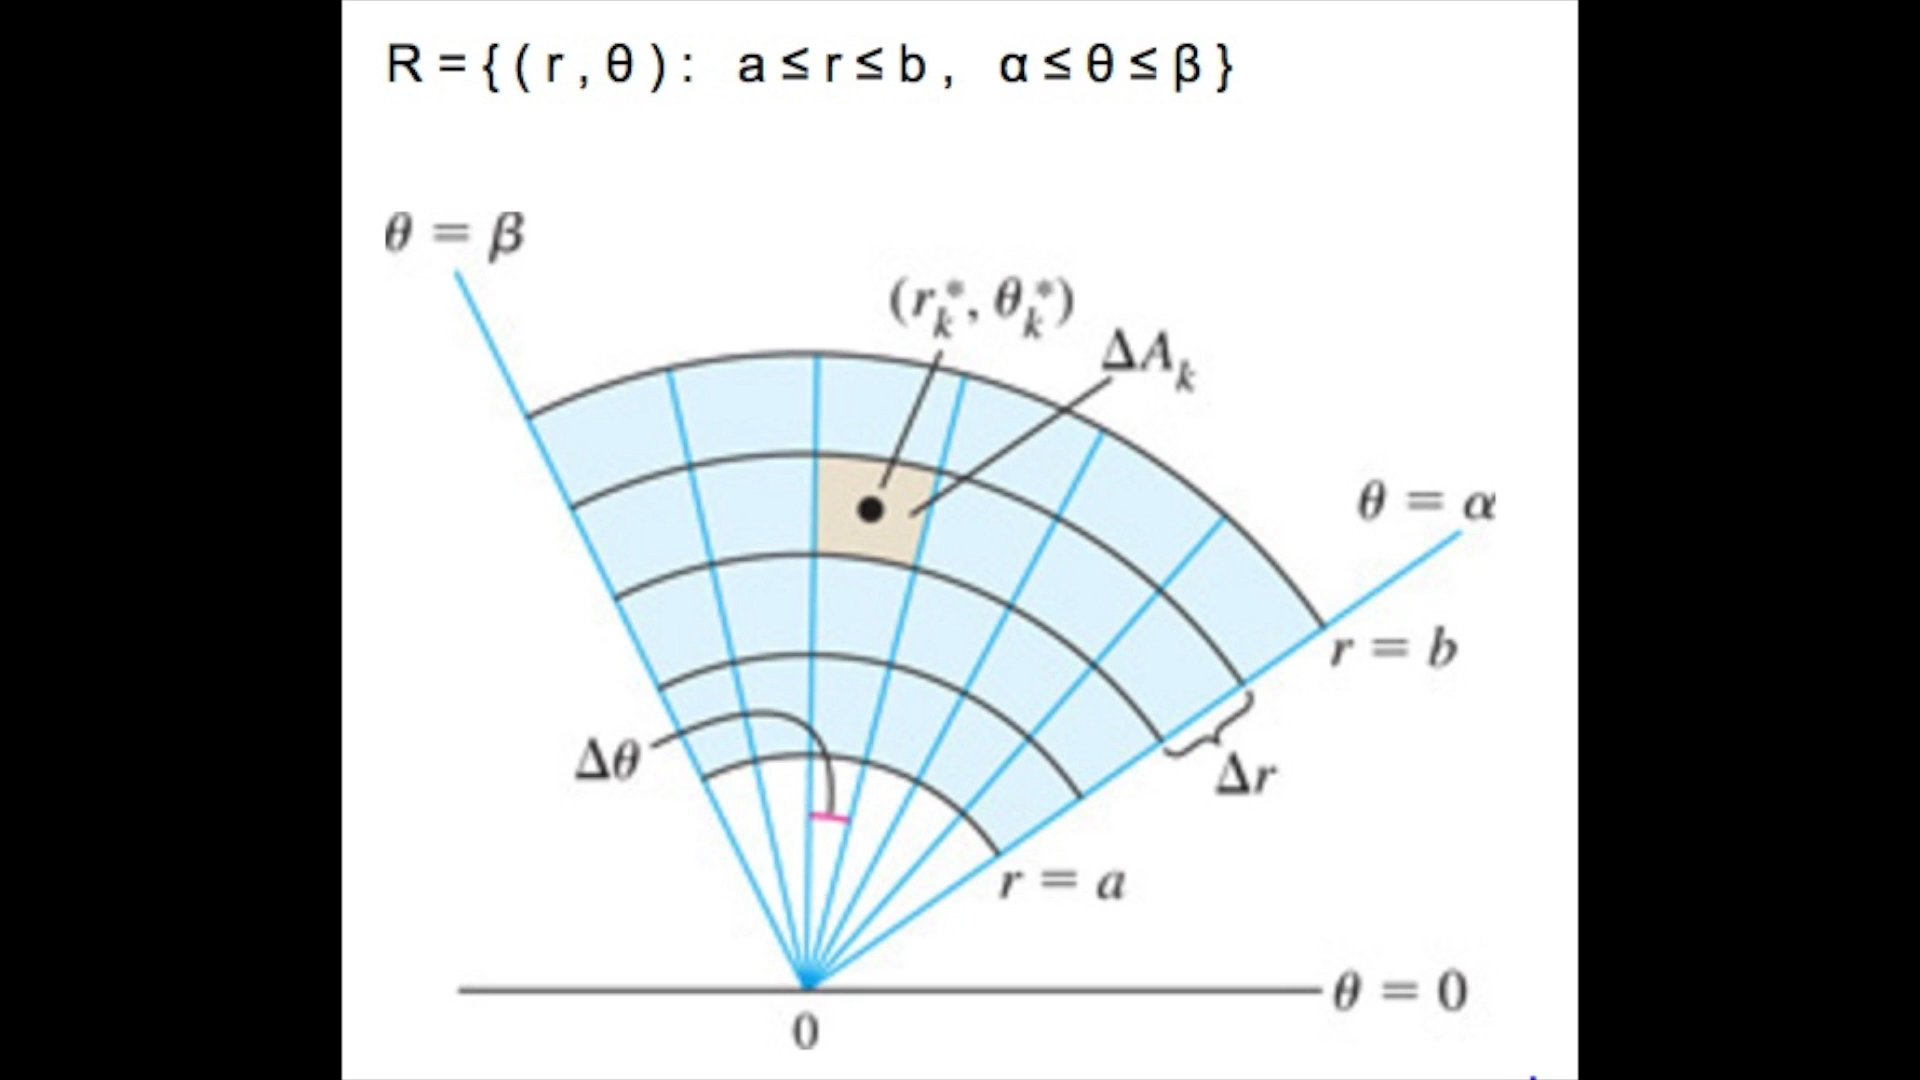 R = { ( r , θ ) : a ≤ r ≤ b , α ≤ θ ≤ β }
θ = β
(r*k, θ*k)
ΔAk
θ = α
r = b
Δθ
Δr
r = a
θ = 0
0